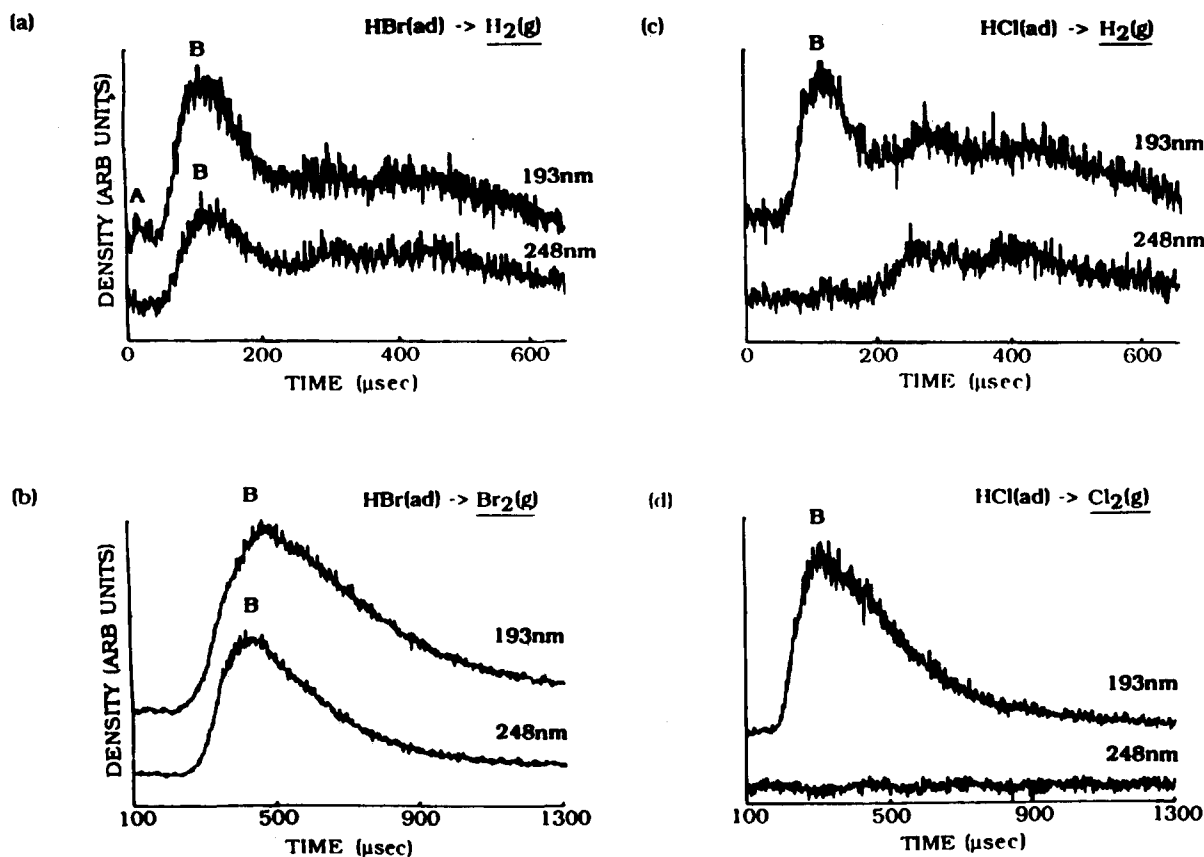 (a)
HBr(ad) -> H2(g)
B
A
B
193nm
248nm
DENSITY (ARB UNITS)
0 200 400 600
TIME (μsec)
(c)
HCl(ad) -> H2(g)
B
193nm
248nm
0 200 400 600
TIME (μsec)
(b)
HBr(ad) -> Br2(g)
B
B
193nm
248nm
DENSITY (ARB UNITS)
100 500 900 1300
TIME (μsec)
(d)
HCl(ad) -> Cl2(g)
B
193nm
248nm
100 500 900 1300
TIME (μsec)